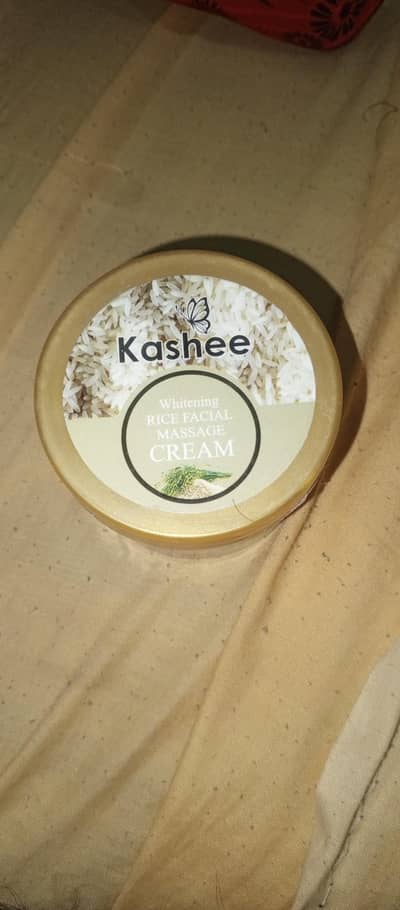 Kashee
Whitening
RICE FACIAL
MASSAGE
CREAM